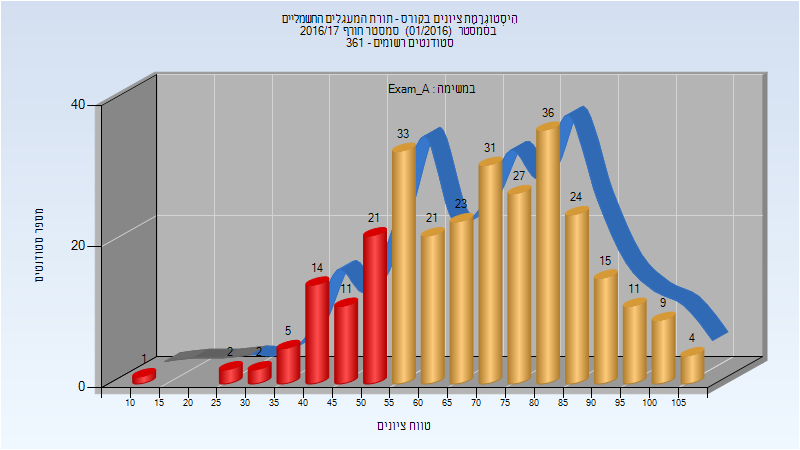 היסטוגרמת ציונים בקורס - תורת המעגלים החשמליים
בסמסטר (01/2016) סמסטר חורף 2016/17
סטודנטים רשומים - 361
במשימה : Exam_A
40
20
0
מספר סטודנטים
1 2 2 5 14 11 21 33 21 23 31 27 36 24 15 11 9 4
10 15 20 25 30 35 40 45 50 55 60 65 70 75 80 85 90 95 100 105
טווח ציונים